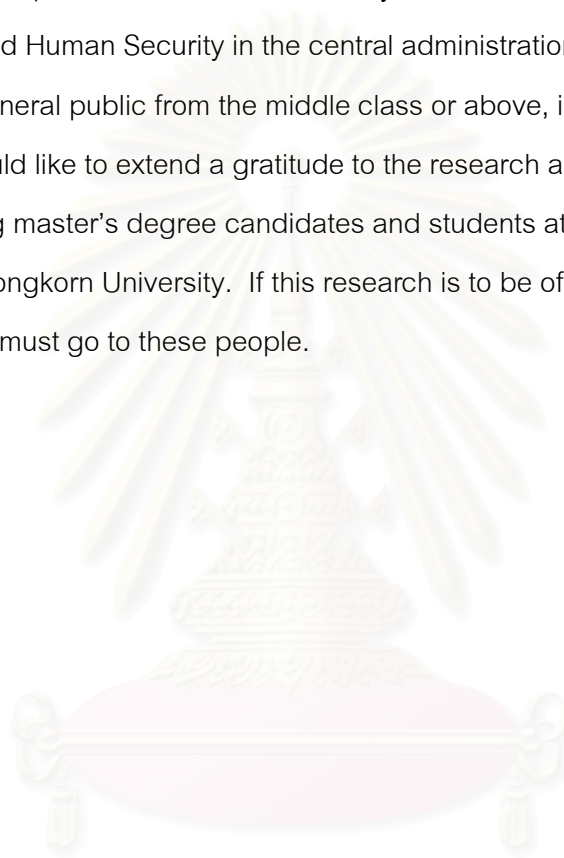 d Human Security in the central administration
neral public from the middle class or above, i
ld like to extend a gratitude to the research a
g master’s degree candidates and students at
ongkorn University.  If this research is to be of
must go to these people.